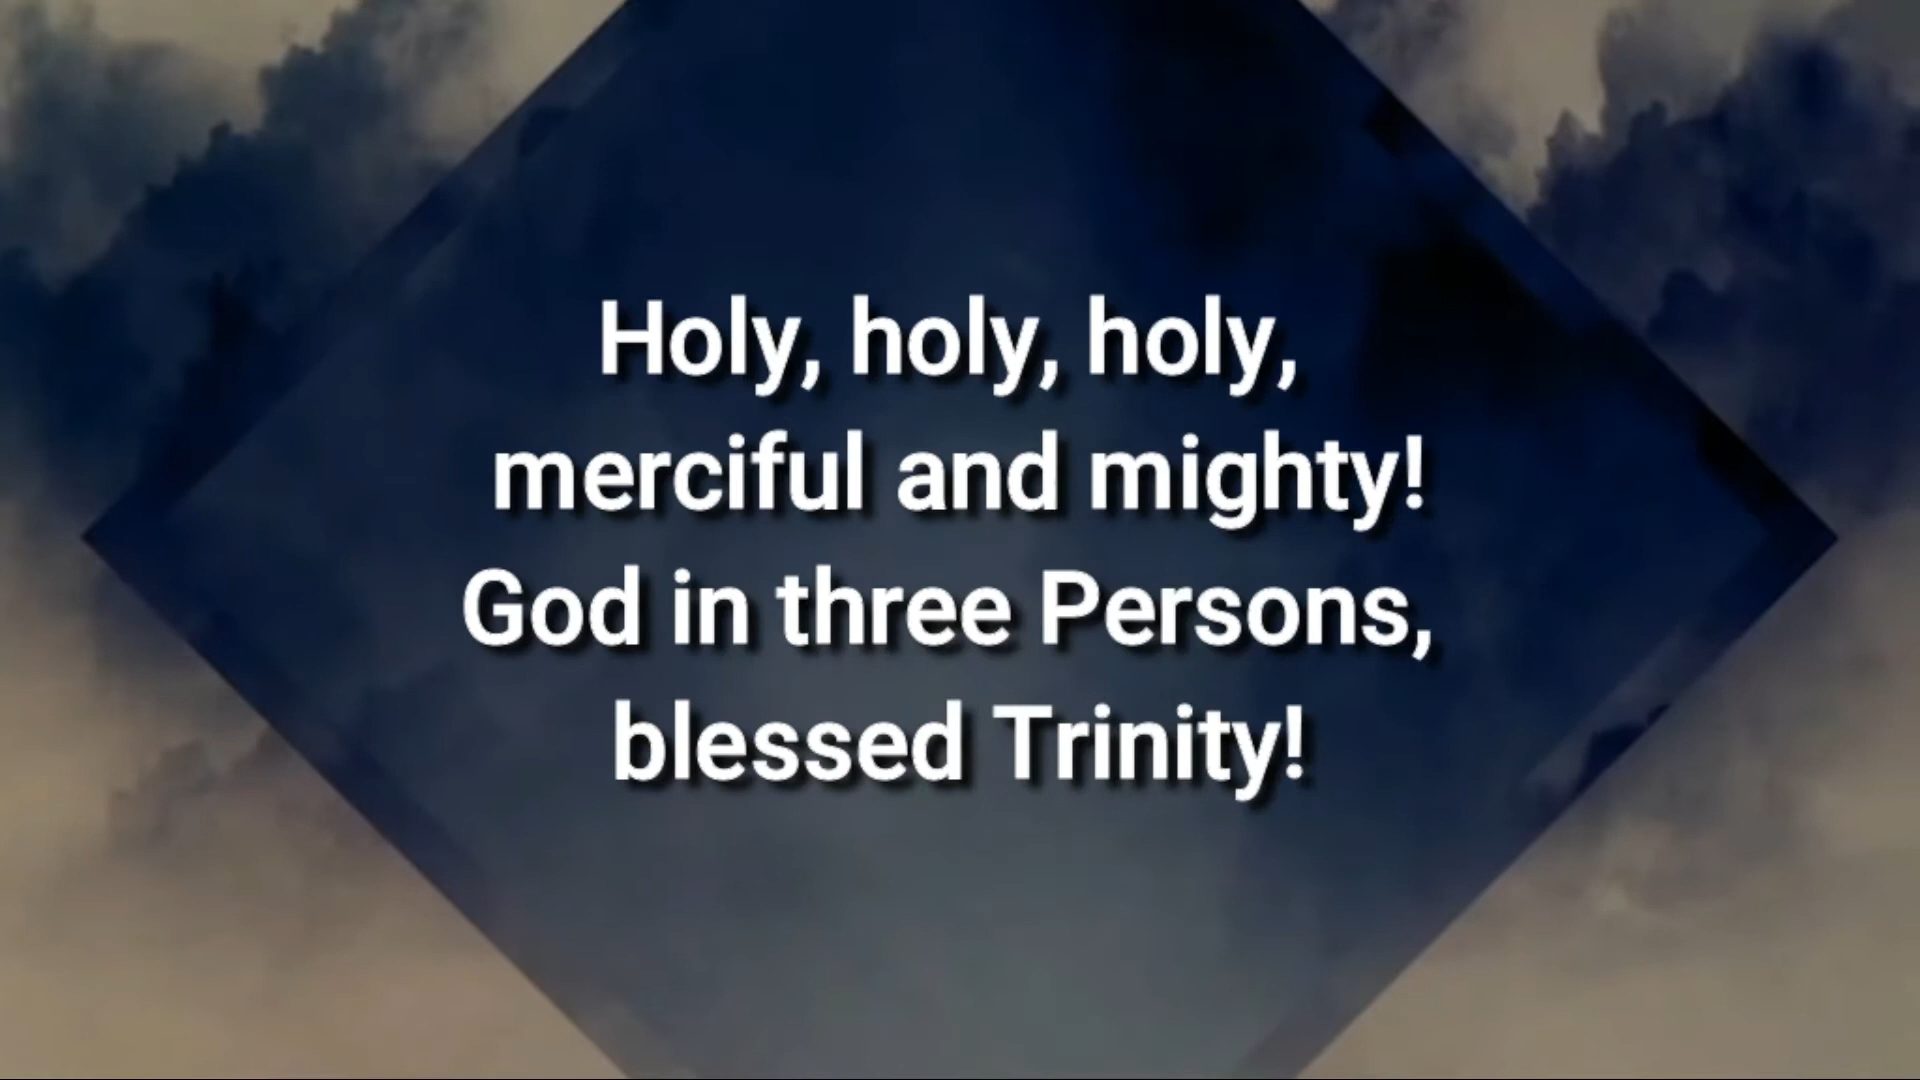 Holy, holy, holy,
merciful and mighty!
God in three Persons,
blessed Trinity!